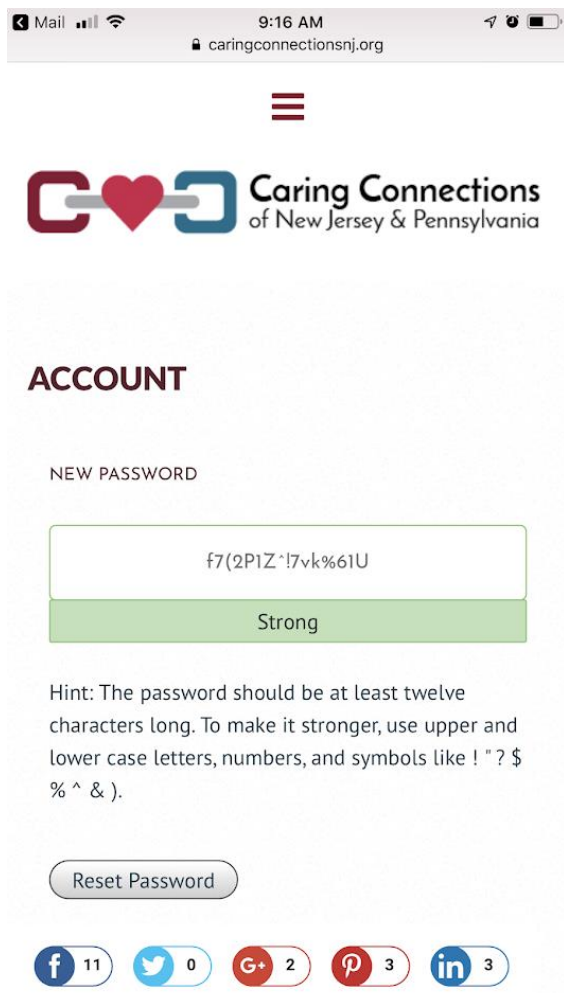 Mail 9:16 AM
caringconnectionsnj.org
Caring Connections
of New Jersey & Pennsylvania
ACCOUNT
NEW PASSWORD
f7(2P1Z^!7vk%61U
Strong
Hint: The password should be at least twelve
characters long. To make it stronger, use upper and
lower case letters, numbers, and symbols like ! " ? $
% ^ & ).
Reset Password
f 11 0 G+ 2 3 in 3